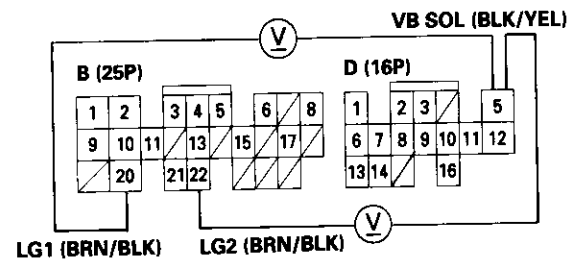 VB SOL (BLK/YEL)
V
B (25P)
D (16P)
1 2 3 4 5 6 8
9 10 11 13 15 17
20 21 22
1 2 3 5
6 7 8 9 10 11 12
13 14 16
V
LG1 (BRN/BLK)
LG2 (BRN/BLK)